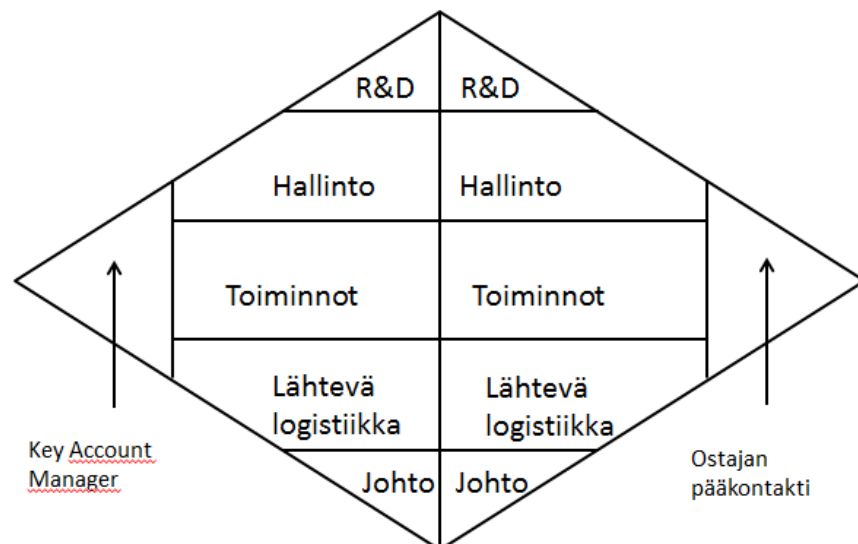 R&D R&D
Hallinto Hallinto
Toiminnot Toiminnot
Lähtevä Lähtevä
logistiikka logistiikka
Key Account
Manager
Ostajan
pääkontakti
Johto Johto